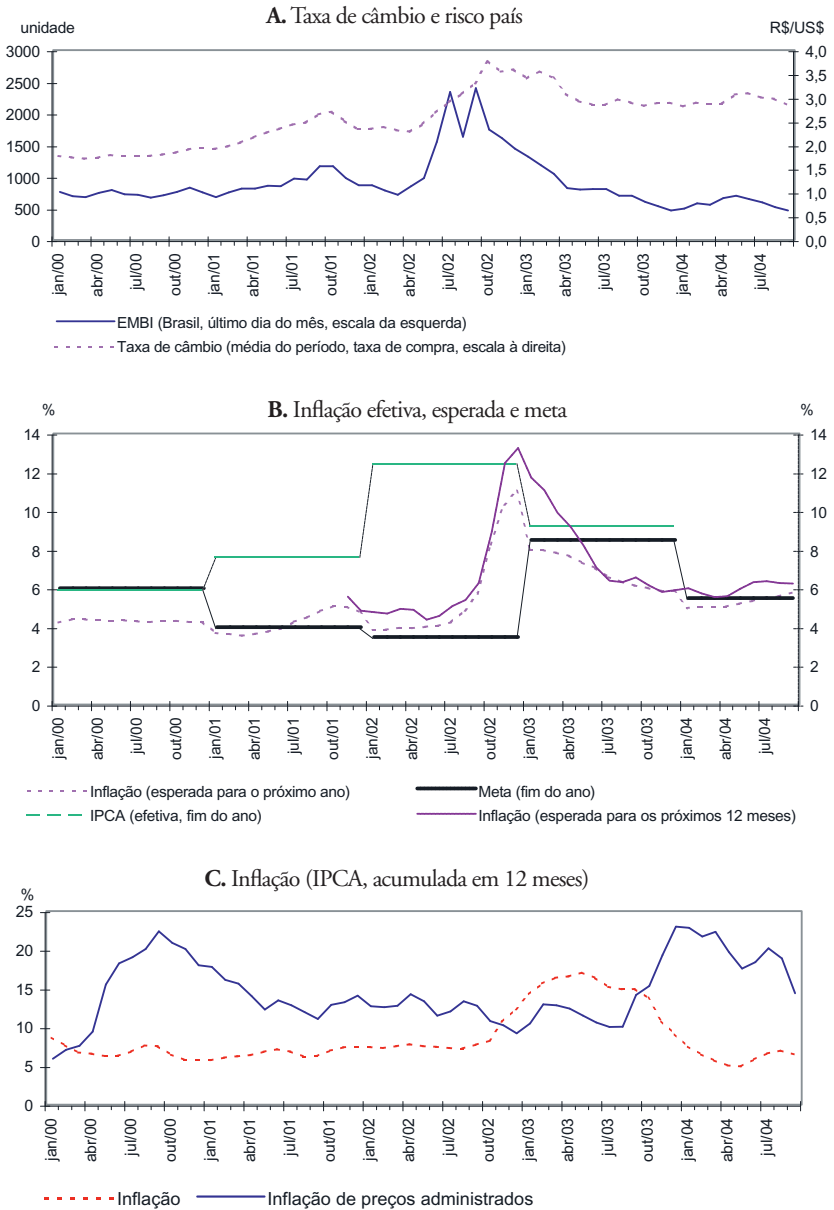 A. Taxa de câmbio e risco país
unidade R$/US$
3000 4,0
2500 3,5
2000 3,0
1500 2,5
1000 2,0
500 1,5
0 1,0
0,5
0,0
jan/00 abr/00 jul/00 out/00 jan/01 abr/01 jul/01 out/01 jan/02 abr/02 jul/02 out/02 jan/03 abr/03 jul/03 out/03 jan/04 abr/04 jul/04
EMBI (Brasil, último dia do mês, escala da esquerda)
Taxa de câmbio (média do período, taxa de compra, escala à direita)
B. Inflação efetiva, esperada e meta
% %
14 14
12 12
10 10
8 8
6 6
4 4
2 2
0 0
jan/00 abr/00 jul/00 out/00 jan/01 abr/01 jul/01 out/01 jan/02 abr/02 jul/02 out/02 jan/03 abr/03 jul/03 out/03 jan/04 abr/04 jul/04
Inflação (esperada para o próximo ano) Meta (fim do ano)
IPCA (efetiva, fim do ano) Inflação (esperada para os próximos 12 meses)
C. Inflação (IPCA, acumulada em 12 meses)
%
25
20
15
10
5
0
jan/00 abr/00 jul/00 out/00 jan/01 abr/01 jul/01 out/01 jan/02 abr/02 jul/02 out/02 jan/03 abr/03 jul/03 out/03 jan/04 abr/04 jul/04
Inflação Inflação de preços administrados